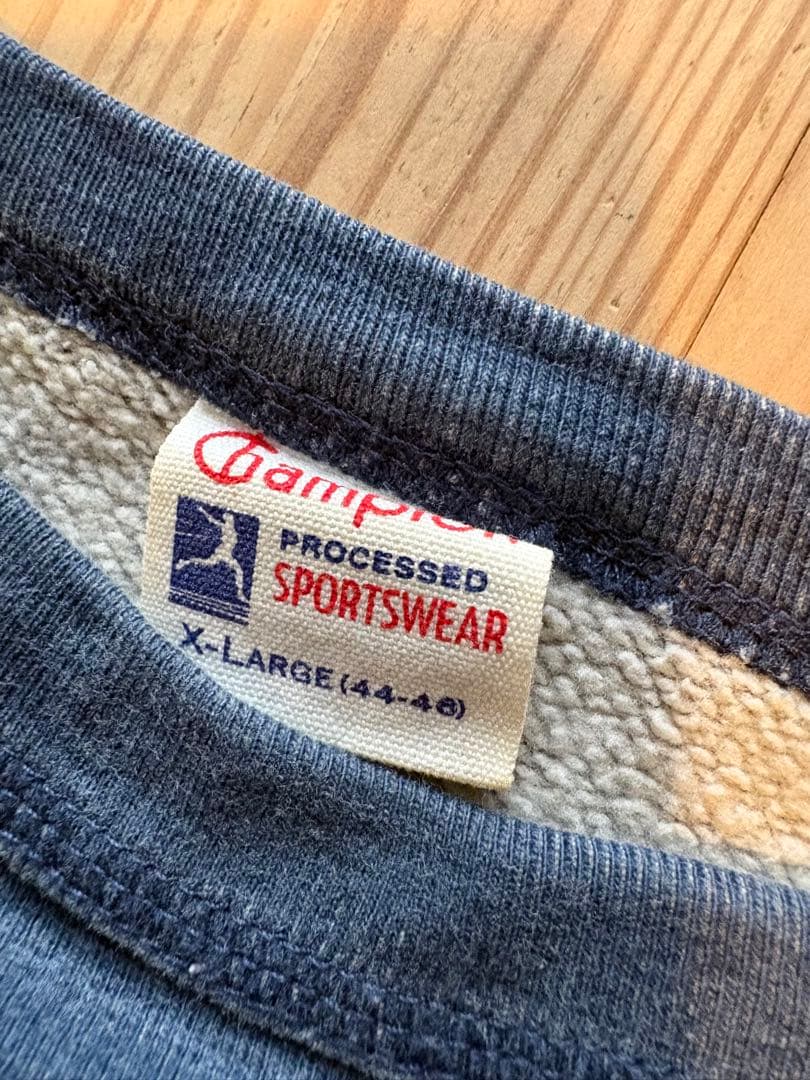 Champion
PROCESSED
SPORTSWEAR
X-LARGE (44-46)